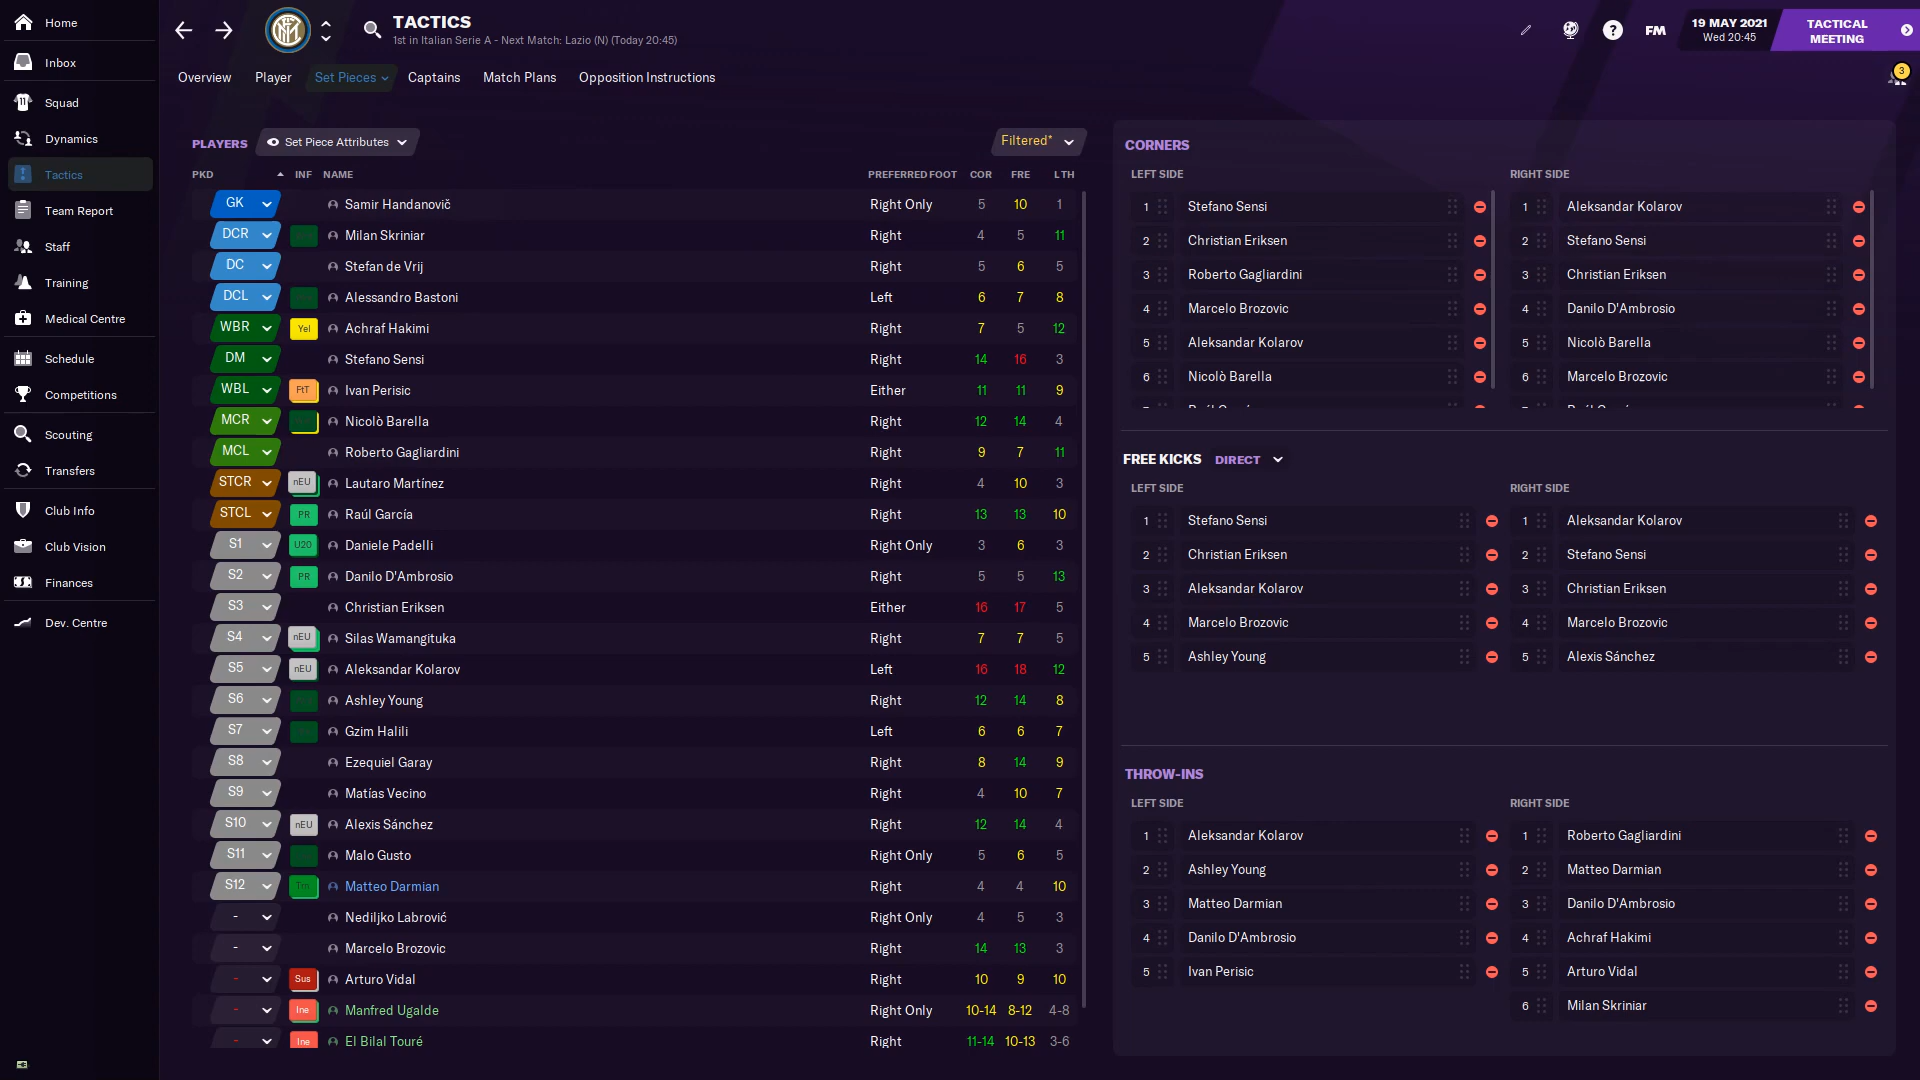 Home
Inbox
Squad
Dynamics
Tactics
Team Report
Staff
Training
Medical Centre
Schedule
Competitions
Scouting
Transfers
Club Info
Club Vision
Finances
Dev. Centre
TACTICS
1st in Italian Serie A - Next Match: Lazio (N) (Today 20:45)
FM
19 MAY 2021
Wed 20:45
TACTICAL MEETING
3
Overview Player Set Pieces Captains Match Plans Opposition Instructions
PLAYERS Set Piece Attributes Filtered*
PKD INF NAME PREFERRED FOOT COR FRE LTH
GK Samir Handanovič Right Only 5 10 1
DCR Milan Skriniar Right 4 5 11
DC Stefan de Vrij Right 5 6 5
DCL Alessandro Bastoni Left 6 7 8
WBR Yel Achraf Hakimi Right 7 5 12
DM Stefano Sensi Right 14 16 3
WBL FtT Ivan Perisic Either 11 11 9
MCR Nicolò Barella Right 12 14 4
MCL Roberto Gagliardini Right 9 7 11
STCR nEU Lautaro Martínez Right 4 10 3
STCL PR Raúl García Right 13 13 10
S1 U20 Daniele Padelli Right Only 3 6 3
S2 PR Danilo D'Ambrosio Right 5 5 13
S3 Christian Eriksen Either 16 17 5
S4 nEU Silas Wamangituka Right 7 7 5
S5 nEU Aleksandar Kolarov Left 16 18 12
S6 Ashley Young Right 12 14 8
S7 Gzim Halili Left 6 6 7
S8 Ezequiel Garay Right 8 14 9
S9 Matías Vecino Right 4 10 7
S10 nEU Alexis Sánchez Right 12 14 4
S11 Malo Gusto Right Only 5 6 5
S12 Trn Matteo Darmian Right 4 4 10
- Nediljko Labrović Right Only 4 5 3
- Marcelo Brozovic Right 14 13 3
- Sus Arturo Vidal Right 10 9 10
- Ine Manfred Ugalde Right Only 10-14 8-12 4-8
- Ine El Bilal Touré Right 11-14 10-13 3-6
CORNERS
LEFT SIDE
1 Stefano Sensi
2 Christian Eriksen
3 Roberto Gagliardini
4 Marcelo Brozovic
5 Aleksandar Kolarov
6 Nicolò Barella
RIGHT SIDE
1 Aleksandar Kolarov
2 Stefano Sensi
3 Christian Eriksen
4 Danilo D'Ambrosio
5 Nicolò Barella
6 Marcelo Brozovic
FREE KICKS DIRECT
LEFT SIDE
1 Stefano Sensi
2 Christian Eriksen
3 Aleksandar Kolarov
4 Marcelo Brozovic
5 Ashley Young
RIGHT SIDE
1 Aleksandar Kolarov
2 Stefano Sensi
3 Christian Eriksen
4 Marcelo Brozovic
5 Alexis Sánchez
THROW-INS
LEFT SIDE
1 Aleksandar Kolarov
2 Ashley Young
3 Matteo Darmian
4 Danilo D'Ambrosio
5 Ivan Perisic
RIGHT SIDE
1 Roberto Gagliardini
2 Matteo Darmian
3 Danilo D'Ambrosio
4 Achraf Hakimi
5 Arturo Vidal
6 Milan Skriniar